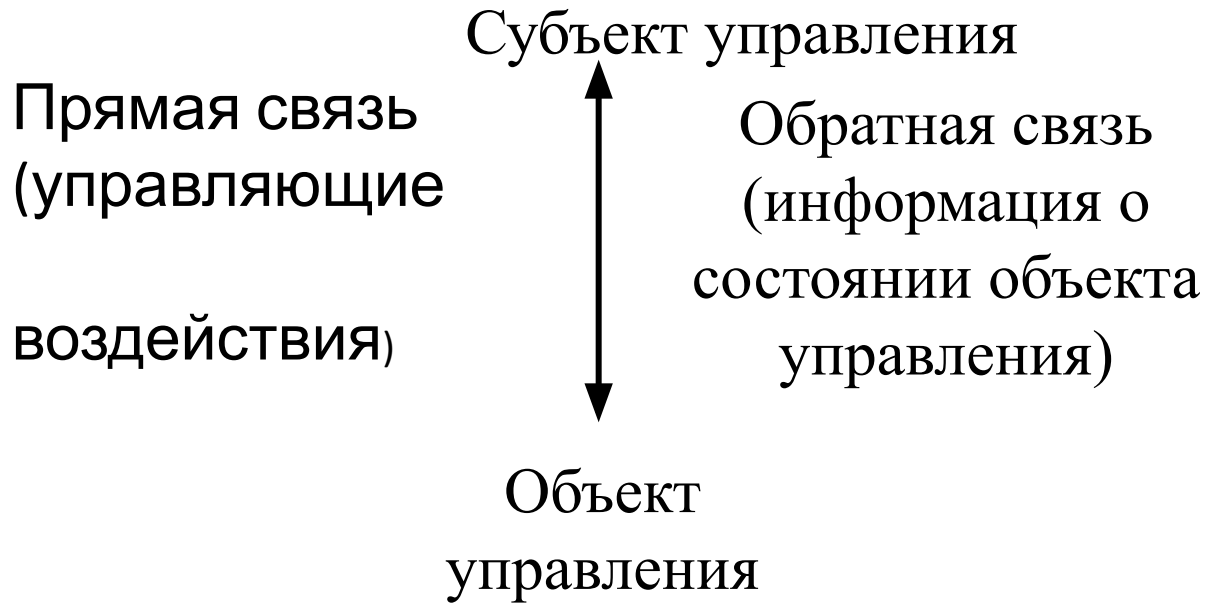 Субъект управления
Прямая связь
(управляющие
воздействия)
Обратная связь
(информация о
состоянии объекта
управления)
Объект
управления